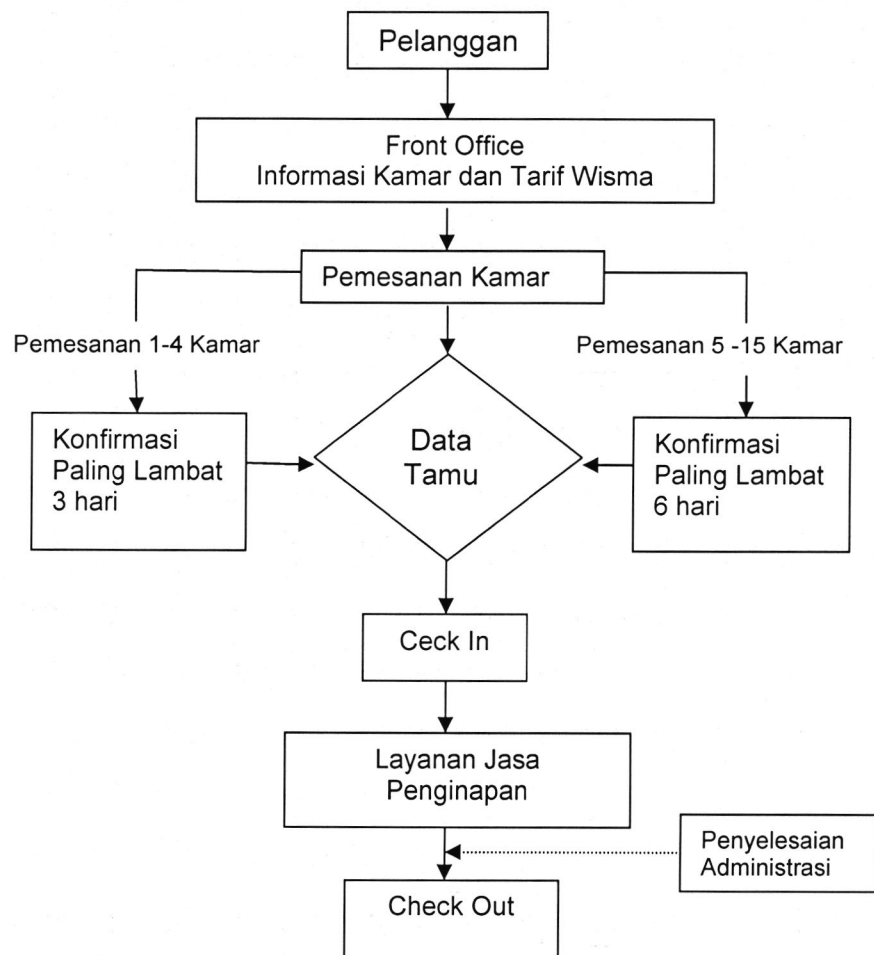 Pelanggan
Front Office
Informasi Kamar dan Tarif Wisma
Pemesanan Kamar
Pemesanan 1-4 Kamar
Pemesanan 5 -15 Kamar
Konfirmasi
Paling Lambat
3 hari
Data
Tamu
Konfirmasi
Paling Lambat
6 hari
Ceck In
Layanan Jasa
Penginapan
Penyelesaian
Administrasi
Check Out